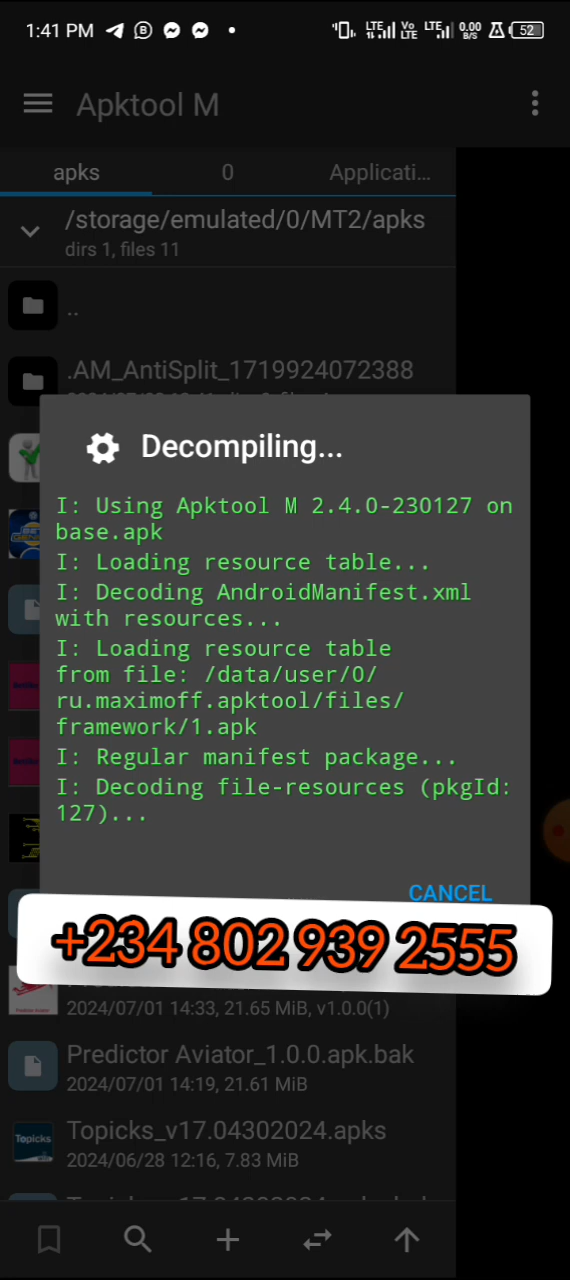 1:41 PM
LTE
Vo
LTE
LTE
0.00
B/S
52
Apktool M
apks
0
Applicati...
/storage/emulated/0/MT2/apks
dirs 1, files 11
..
.AM_AntiSplit_1719924072388
Decompiling...
I: Using Apktool M 2.4.0-230127 on
base.apk
I: Loading resource table...
I: Decoding AndroidManifest.xml
with resources...
I: Loading resource table
from file: /data/user/0/
ru.maximoff.apktool/files/
framework/1.apk
I: Regular manifest package...
I: Decoding file-resources (pkgId:
127)...
CANCEL
+234 802 939 2555
2024/07/01 14:33, 21.65 MiB, v1.0.0(1)
Predictor Aviator_1.0.0.apk.bak
2024/07/01 14:19, 21.61 MiB
Topicks
Topicks_v17.04302024.apks
2024/06/28 12:16, 7.83 MiB